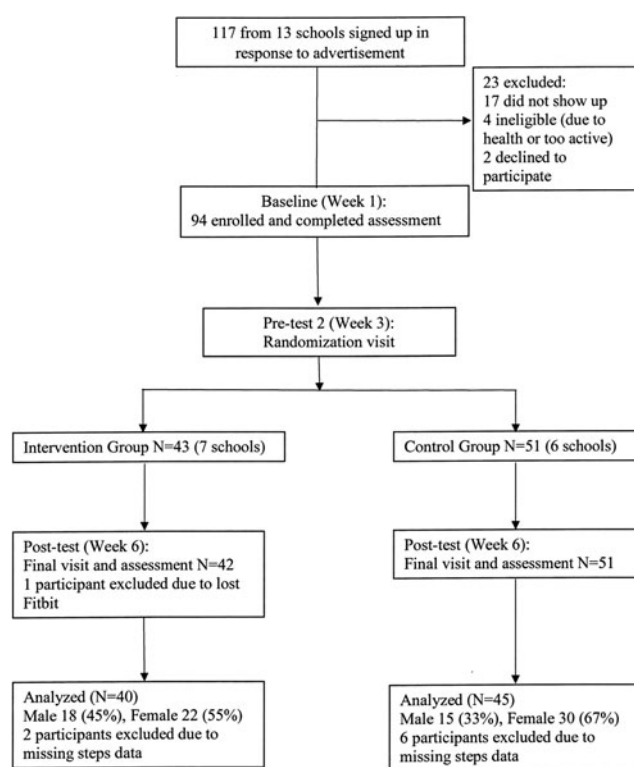 117 from 13 schools signed up in
response to advertisement
23 excluded:
17 did not show up
4 ineligible (due to
health or too active)
2 declined to
participate
Baseline (Week 1):
94 enrolled and completed assessment
Pre-test 2 (Week 3):
Randomization visit
Intervention Group N=43 (7 schools)
Control Group N=51 (6 schools)
Post-test (Week 6):
Final visit and assessment N=42
1 participant excluded due to lost
Fitbit
Post-test (Week 6):
Final visit and assessment N=51
Analyzed (N=40)
Male 18 (45%), Female 22 (55%)
2 participants excluded due to
missing steps data
Analyzed (N=45)
Male 15 (33%), Female 30 (67%)
6 participants excluded due to
missing steps data